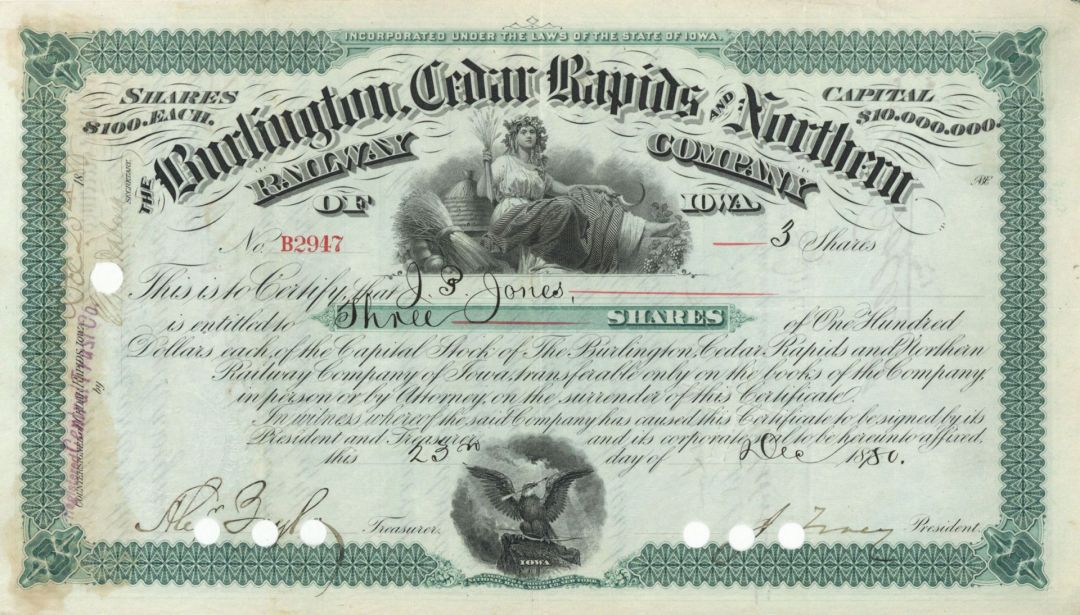 INCORPORATED UNDER THE LAWS OF THE STATE OF IOWA.
SHARES $100. EACH.
CAPITAL $10.000.000.
THE Burlington, Cedar Rapids AND Northern
RAILWAY COMPANY
OF IOWA.
No. B2947
3 Shares
This is to Certify, that J. P. Jones,
is entitled to Three SHARES of One Hundred
Dollars each, of the Capital Stock of The Burlington, Cedar Rapids and Northern
Railway Company of Iowa transferable only on the books of the Company,
in person or by Attorney, on the surrender of this Certificate.
In witness whereof the said Company has caused this Certificate to be signed by its
President and Treasurer and its corporate seal to be hereunto affixed,
this 23rd day of Dec 1880.
Treasurer.
President.
IOWA
SECRETARY.
Registered Central Trust Co.
by